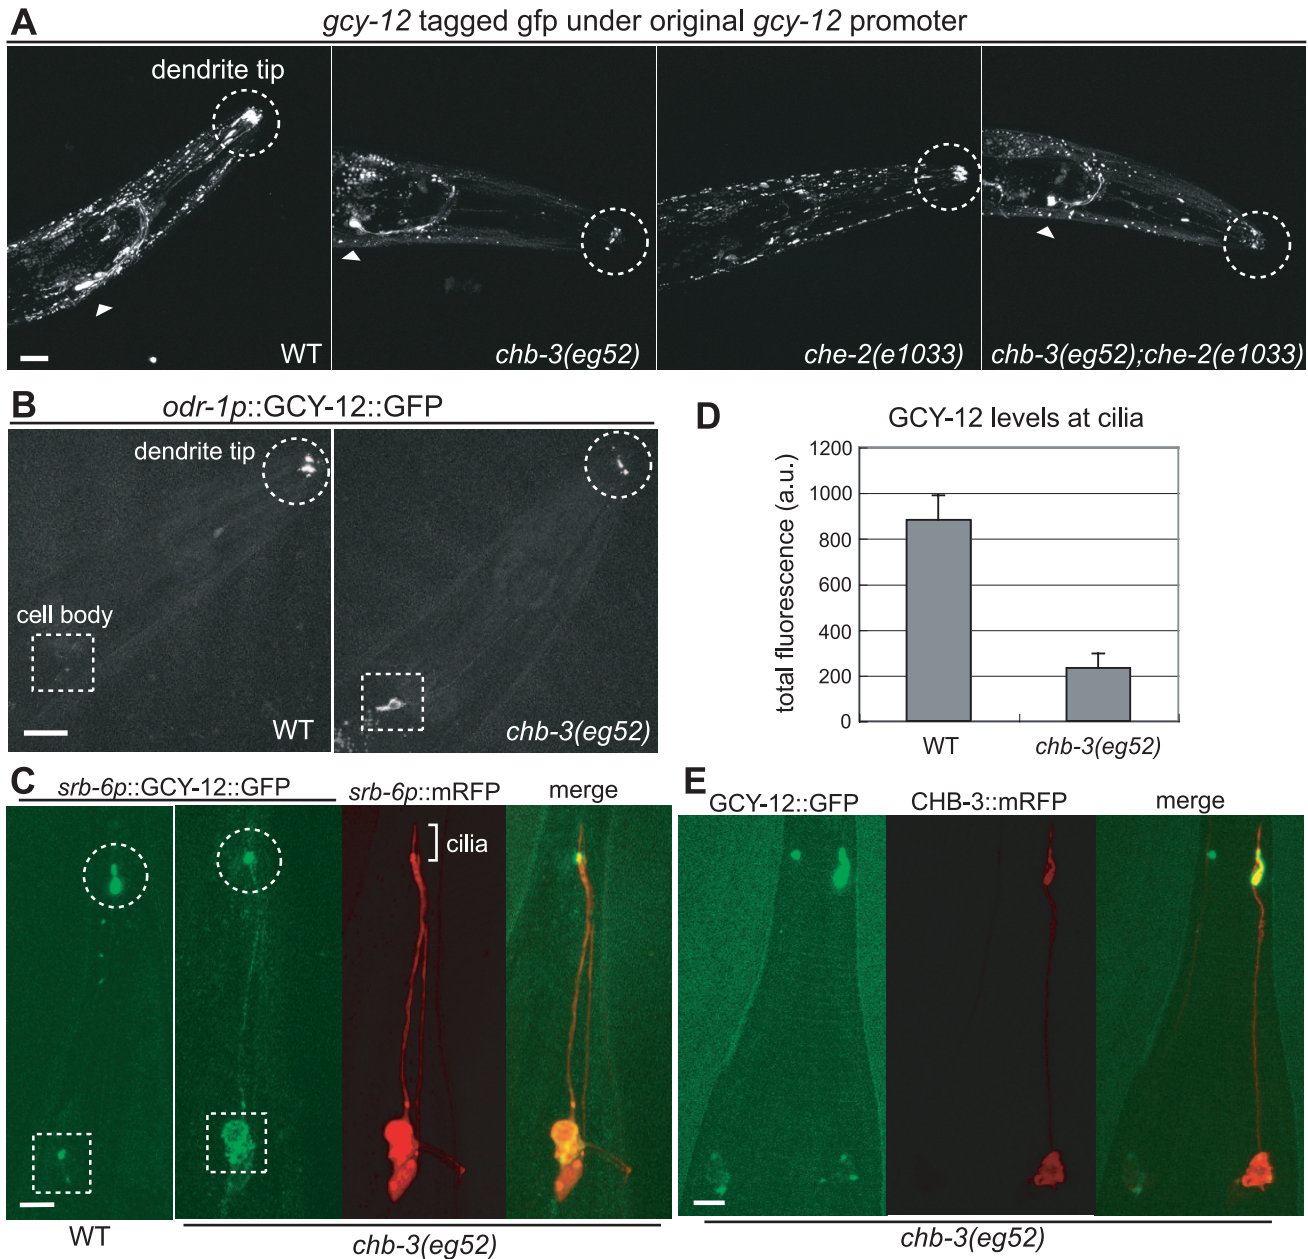 A
gcy-12 tagged gfp under original gcy-12 promoter
dendrite tip
WT
chb-3(eg52)
che-2(e1033)
chb-3(eg52);che-2(e1033)
B
odr-1p::GCY-12::GFP
dendrite tip
cell body
WT
chb-3(eg52)
D
GCY-12 levels at cilia
total fluorescence (a.u.)
1200
1000
800
600
400
200
0
WT
chb-3(eg52)
C
srb-6p::GCY-12::GFP
srb-6p::mRFP
merge
cilia
WT
chb-3(eg52)
E
GCY-12::GFP
CHB-3::mRFP
merge
chb-3(eg52)